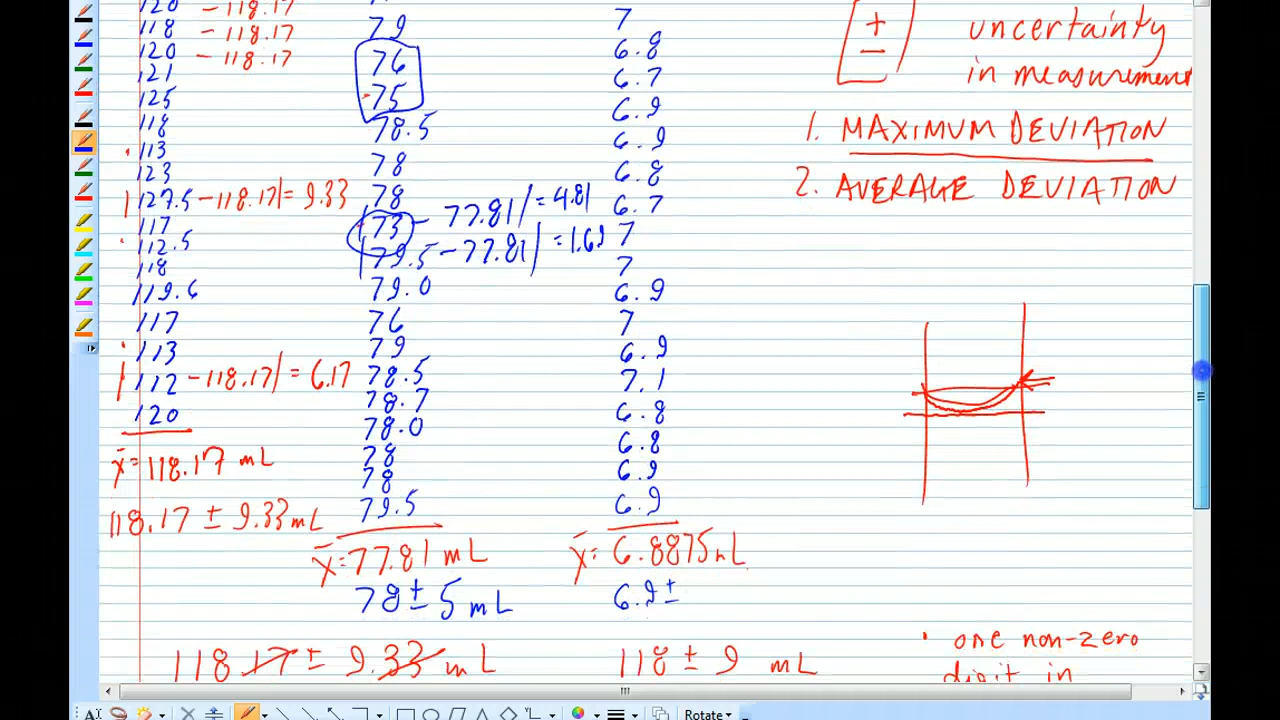 120 - 118.17
118 - 118.17
120 - 118.17
121
125
118
113
123
127.5 - 118.17| = 9.33
117
112.5
118
119.6
117
113
|112 - 118.17| = 6.17
120
x̄ = 118.17 mL
118.17 ± 9.33 mL
79
76
75
78.5
78
78
|73 - 77.81| = 4.81
|79.5 - 77.81| = 1.69
79.0
76
79
78.5
78.7
78.0
78
78
79.5
x̄ = 77.81 mL
78 ± 5 mL
7
6.8
6.7
6.9
6.9
6.8
6.7
7
7
6.9
7
6.9
7.1
6.8
6.8
6.9
6.9
x̄ = 6.8875 mL
6.9 ±
+
-
uncertainty
in measurement
1. MAXIMUM DEVIATION
2. AVERAGE DEVIATION
118.17 ± 9.33 mL
118 ± 9 mL
• one non-zero
digit in
Rotate